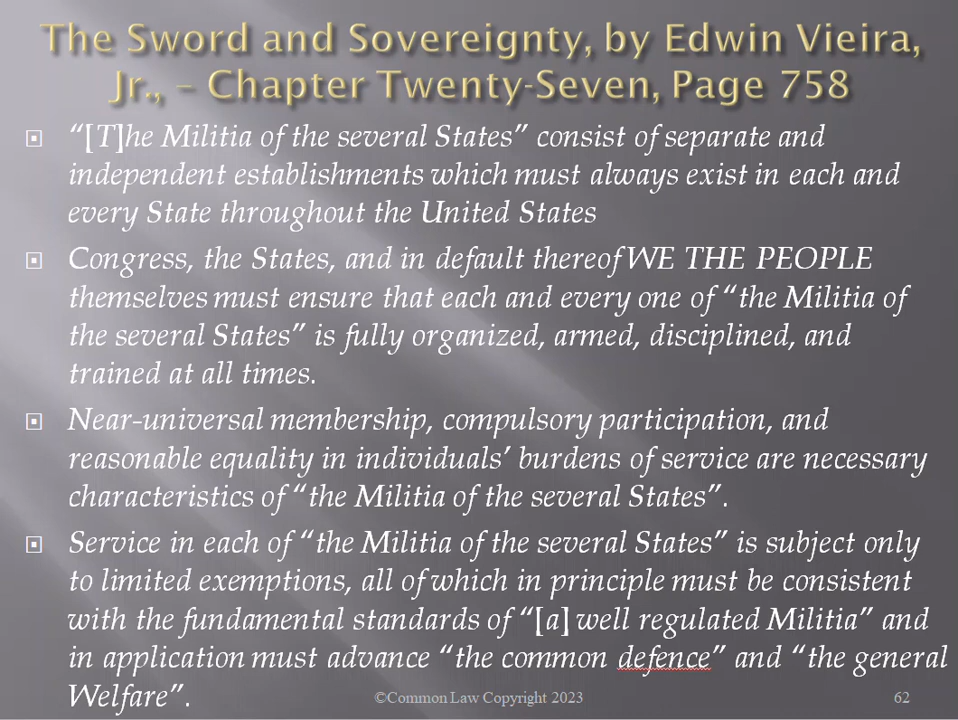 The Sword and Sovereignty, by Edwin Vieira,
Jr., – Chapter Twenty-Seven, Page 758
“[T]he Militia of the several States” consist of separate and
independent establishments which must always exist in each and
every State throughout the United States
Congress, the States, and in default thereof WE THE PEOPLE
themselves must ensure that each and every one of “the Militia of
the several States” is fully organized, armed, disciplined, and
trained at all times.
Near-universal membership, compulsory participation, and
reasonable equality in individuals’ burdens of service are necessary
characteristics of “the Militia of the several States”.
Service in each of “the Militia of the several States” is subject only
to limited exemptions, all of which in principle must be consistent
with the fundamental standards of “[a] well regulated Militia” and
in application must advance “the common defence” and “the general
Welfare”.
©Common Law Copyright 2023
62